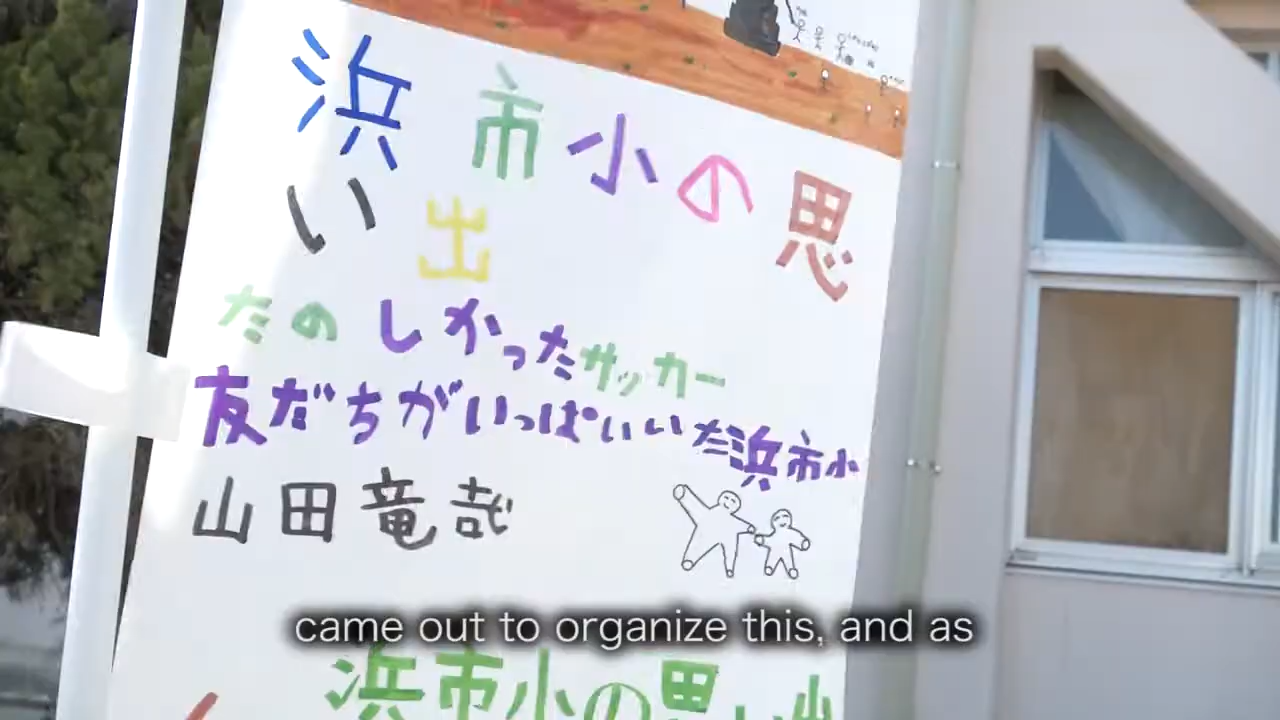 浜市小の思
い出
たのしかったサッカー
友だちがいっぱいいた浜市小
山田竜哉
came out to organize this, and as
浜市小の思い出